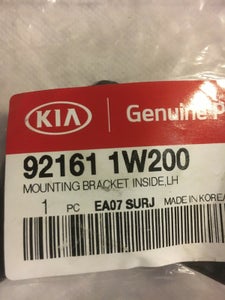 KIA Genuine P
92161 1W200
MOUNTING BRACKET INSIDE,LH
1 PC EA07 SURJ MADE IN KOREA